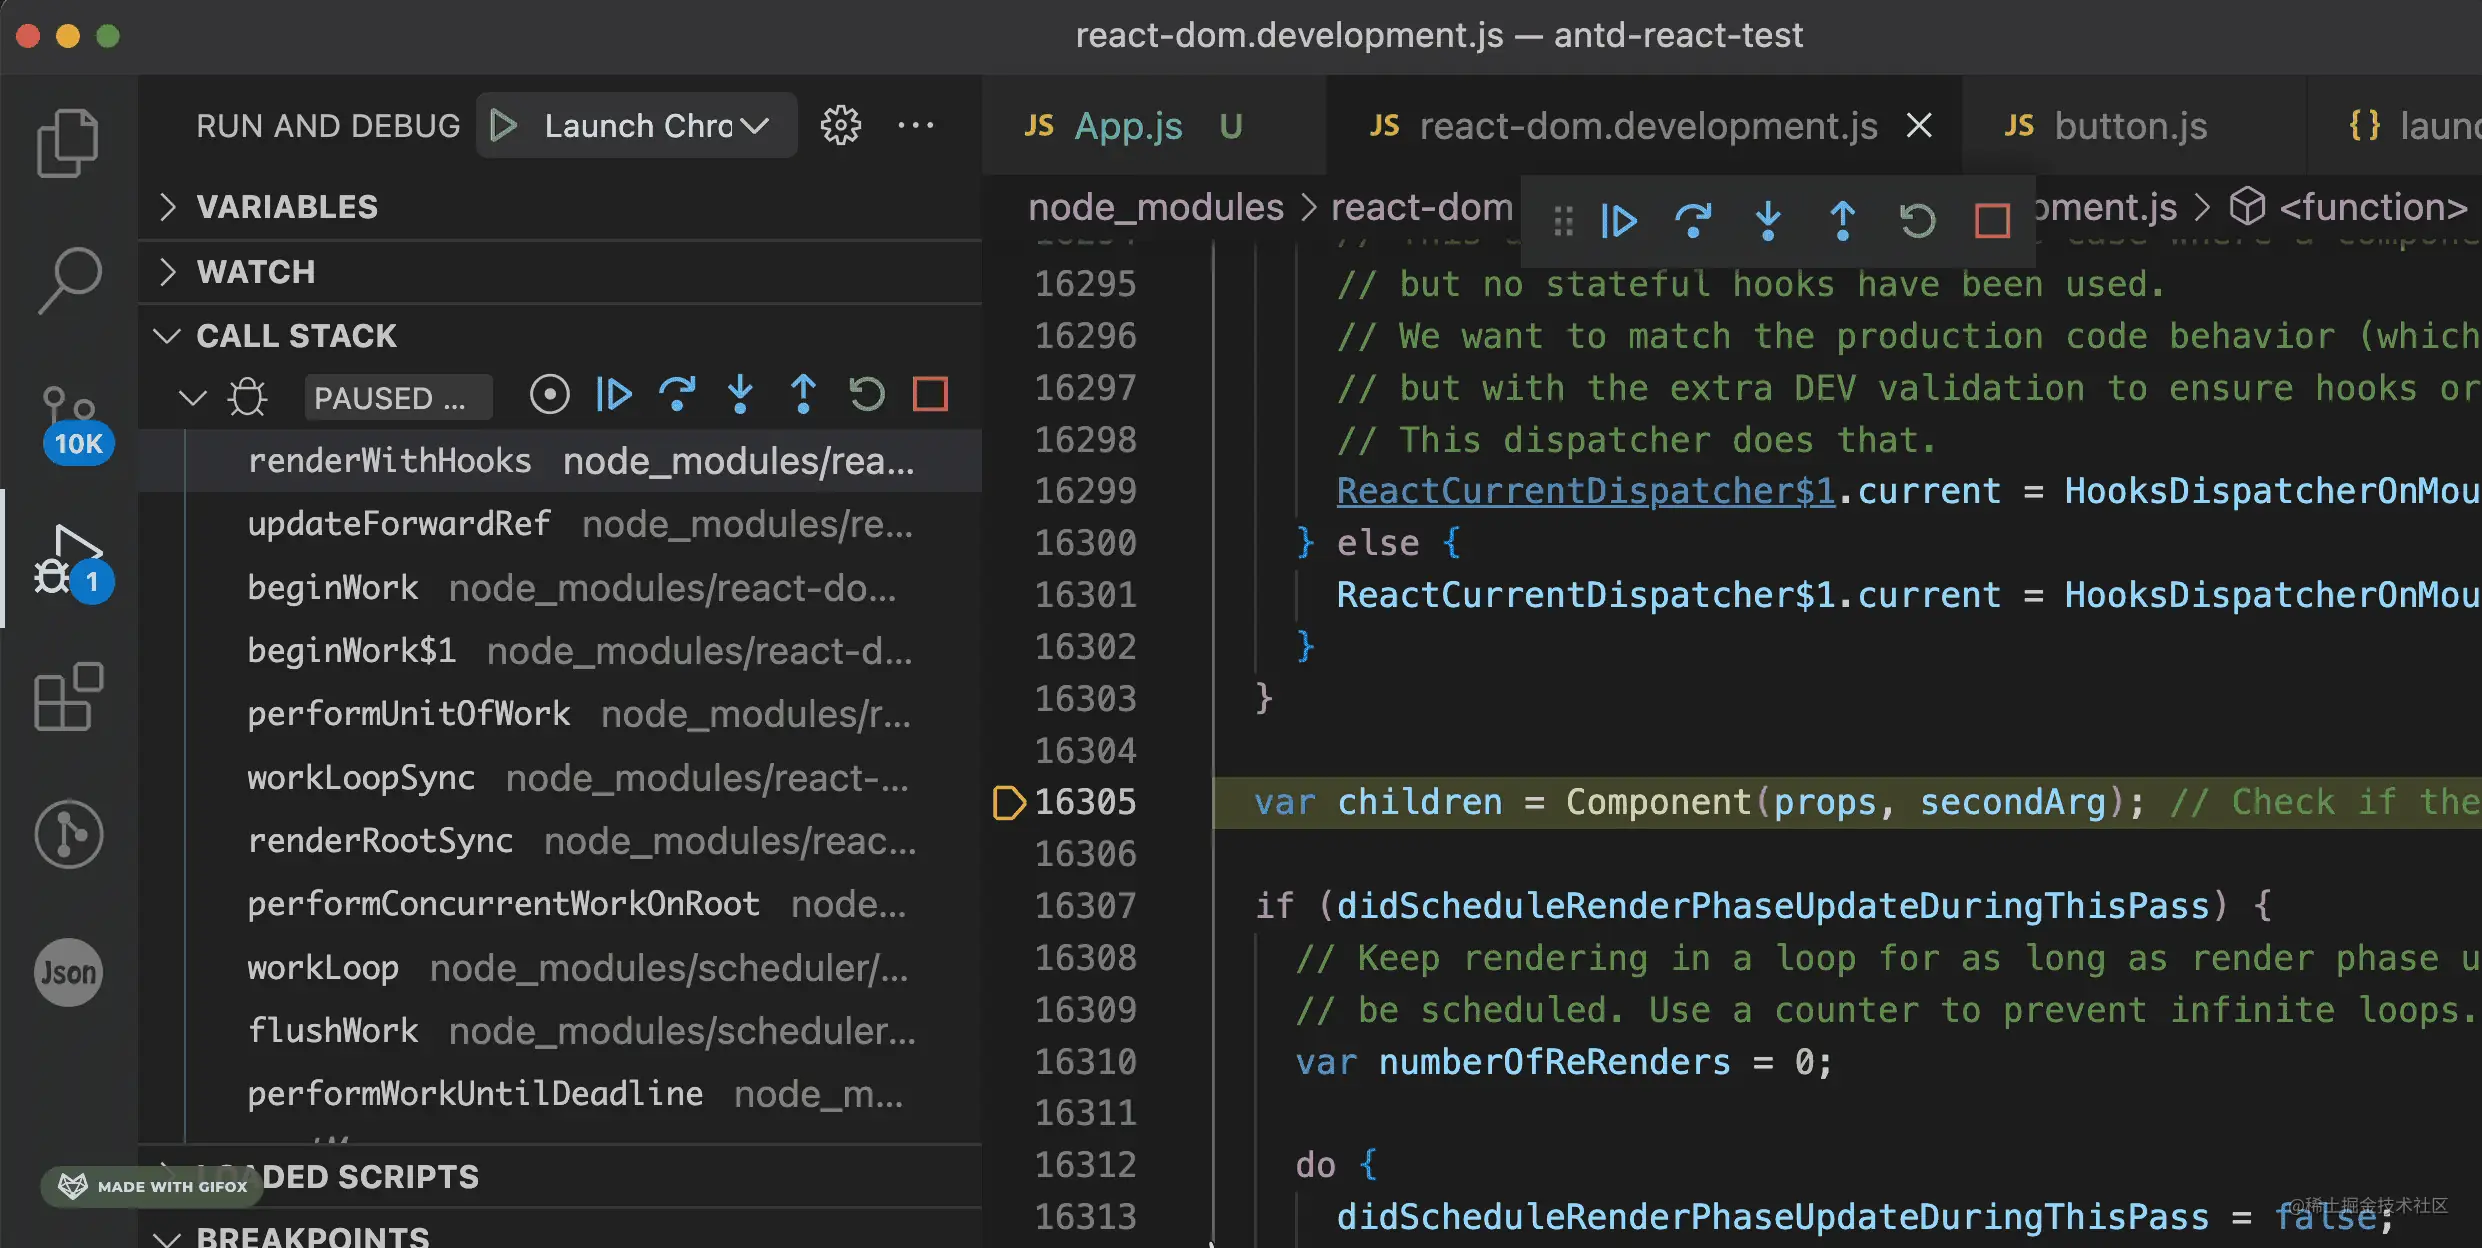 react-dom.development.js — antd-react-test
RUN AND DEBUG Launch Chro
JS App.js U JS react-dom.development.js JS button.js {} laun
VARIABLES
WATCH
CALL STACK
PAUSED ...
renderWithHooks node_modules/rea...
updateForwardRef node_modules/re...
beginWork node_modules/react-do...
beginWork$1 node_modules/react-d...
performUnitOfWork node_modules/r...
workLoopSync node_modules/react-...
renderRootSync node_modules/reac...
performConcurrentWorkOnRoot node...
workLoop node_modules/scheduler/...
flushWork node_modules/scheduler...
performWorkUntilDeadline node_m...
DED SCRIPTS
BREAKPOINTS
10K
1
Json
MADE WITH GIFOX
node_modules > react-dom pment.js > <function>
16295 // but no stateful hooks have been used.
16296 // We want to match the production code behavior (which
16297 // but with the extra DEV validation to ensure hooks or
16298 // This dispatcher does that.
16299 ReactCurrentDispatcher$1.current = HooksDispatcherOnMou
16300 } else {
16301 ReactCurrentDispatcher$1.current = HooksDispatcherOnMou
16302 }
16303 }
16304
16305 var children = Component(props, secondArg); // Check if the
16306
16307 if (didScheduleRenderPhaseUpdateDuringThisPass) {
16308 // Keep rendering in a loop for as long as render phase u
16309 // be scheduled. Use a counter to prevent infinite loops.
16310 var numberOfReRenders = 0;
16311
16312 do {
16313 didScheduleRenderPhaseUpdateDuringThisPass = false;
@稀土掘金技术社区